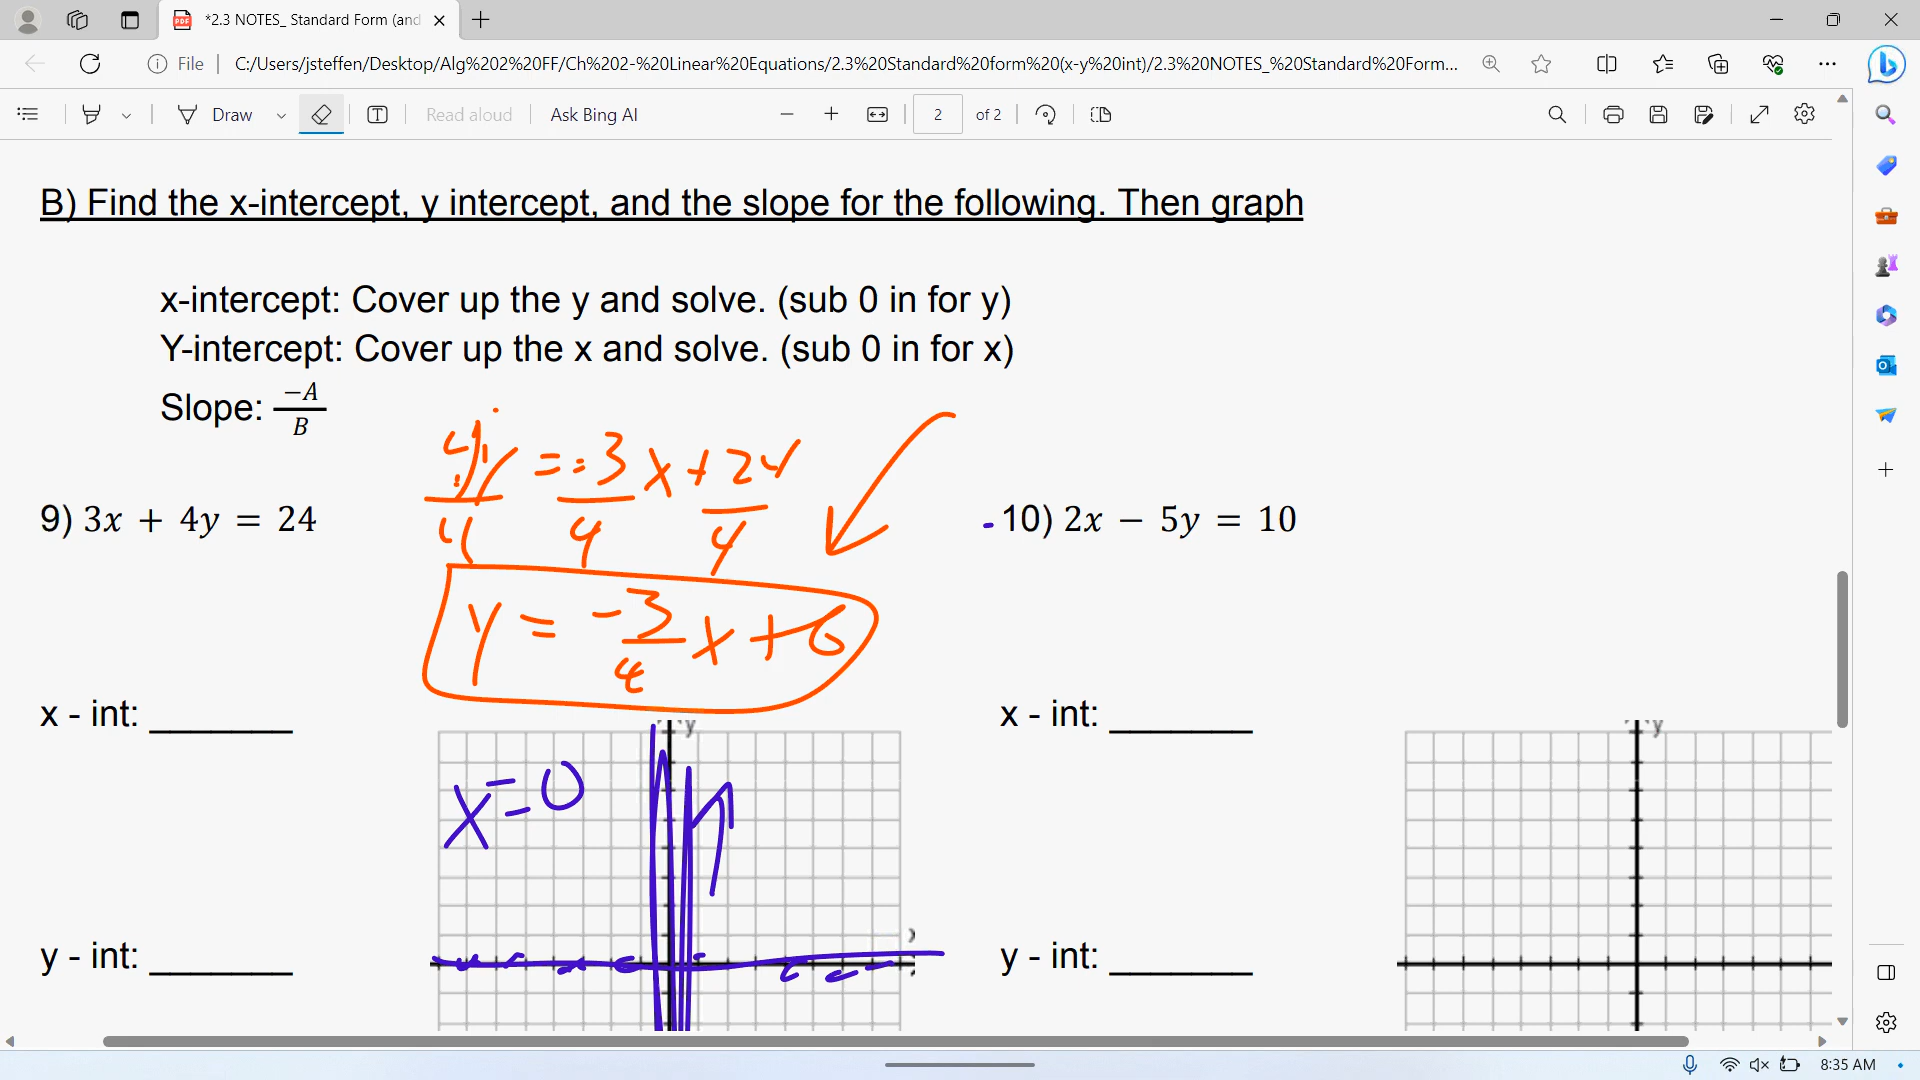 *2.3 NOTES_ Standard Form (and
File
C:/Users/jsteffen/Desktop/Alg%202%20FF/Ch%202-%20Linear%20Equations/2.3%20Standard%20form%20(x-y%20int)/2.3%20NOTES_%20Standard%20Form...
Draw
Read aloud
Ask Bing AI
2
of 2
B) Find the x-intercept, y intercept, and the slope for the following. Then graph
x-intercept: Cover up the y and solve. (sub 0 in for y)
Y-intercept: Cover up the x and solve. (sub 0 in for x)
Slope: −A/B
4y/4 = -3x/4 + 24/4
9) 3x + 4y = 24
10) 2x − 5y = 10
y = -3/4 x + 6
x - int: _______
x - int: _______
y
y
x = 0
x
y - int: _______
y - int: _______
8:35 AM